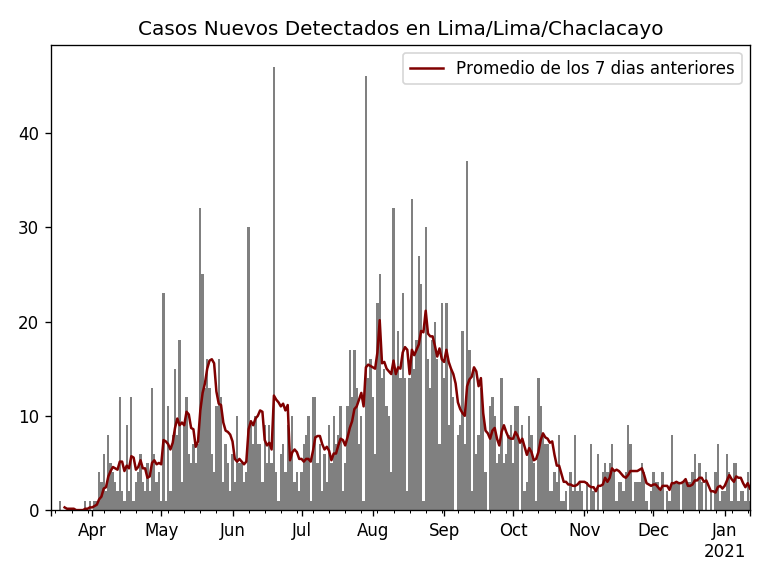 Casos Nuevos Detectados en Lima/Lima/Chaclacayo
Promedio de los 7 dias anteriores
40
30
20
10
0
Apr May Jun Jul Aug Sep Oct Nov Dec Jan
2021